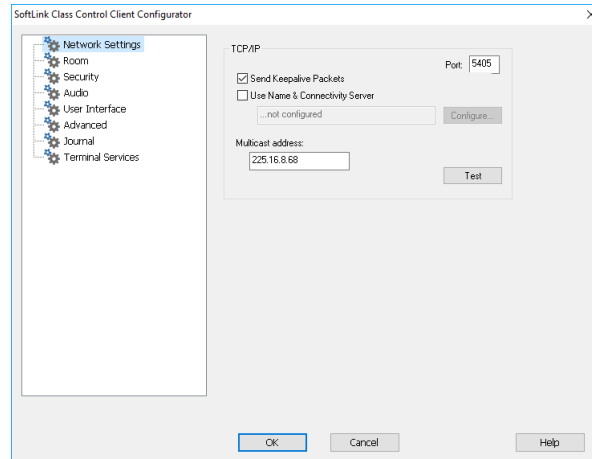 SoftLink Class Control Client Configurator
Network Settings
Room
Security
Audio
User Interface
Advanced
Journal
Terminal Services
TCP/IP
Port: 5405
Send Keepalive Packets
Use Name & Connectivity Server
...not configured
Configure...
Multicast address:
225.16.8.68
Test
OK
Cancel
Help